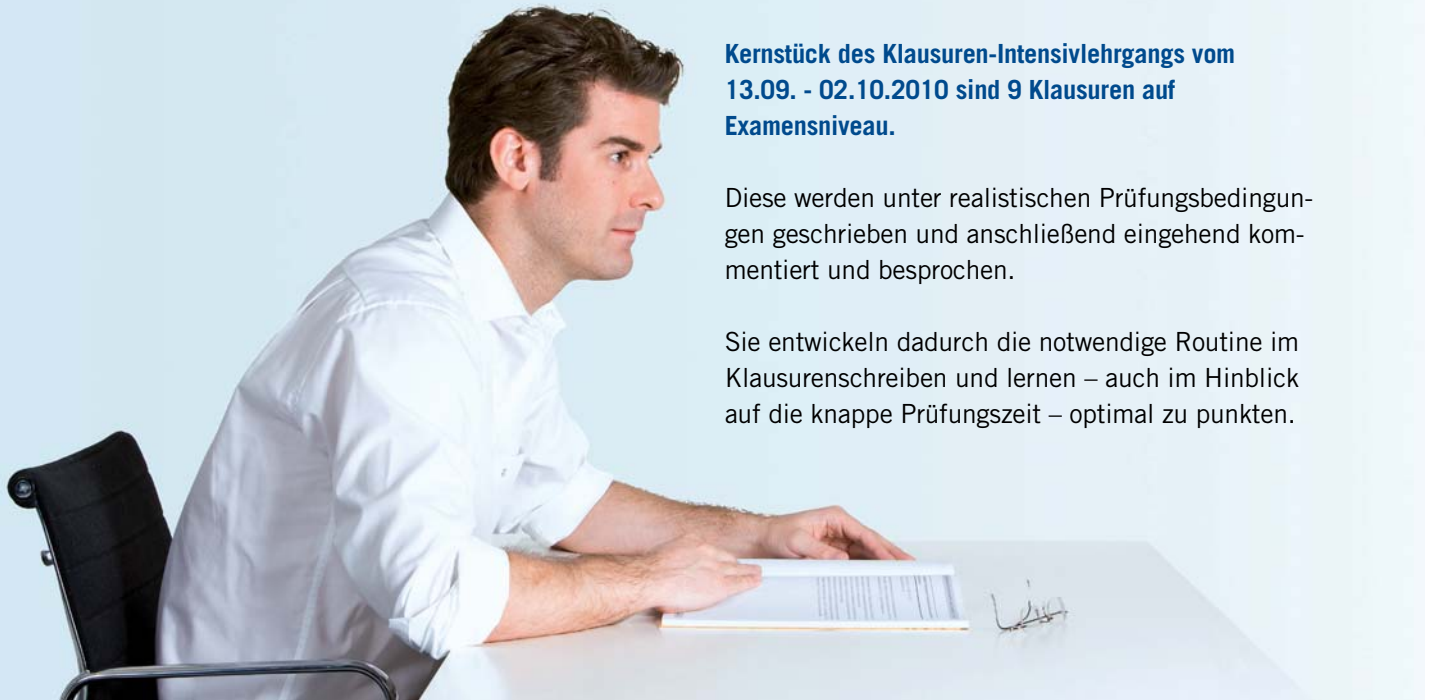 Kernstück des Klausuren-Intensivlehrgangs vom
13.09. - 02.10.2010 sind 9 Klausuren auf
Examensniveau.
Diese werden unter realistischen Prüfungsbedingun-
gen geschrieben und anschließend eingehend kom-
mentiert und besprochen.
Sie entwickeln dadurch die notwendige Routine im
Klausurenschreiben und lernen – auch im Hinblick
auf die knappe Prüfungszeit – optimal zu punkten.